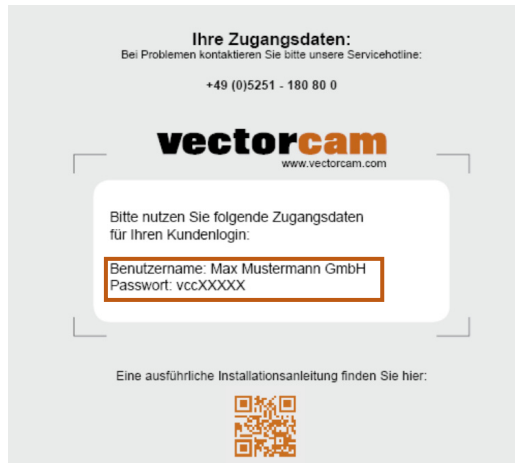 Ihre Zugangsdaten:
Bei Problemen kontaktieren Sie bitte unsere Servicehotline:
+49 (0)5251 - 180 80 0
vectorcam
www.vectorcam.com
Bitte nutzen Sie folgende Zugangsdaten
für Ihren Kundenlogin:
Benutzername: Max Mustermann GmbH
Passwort: vccXXXXX
Eine ausführliche Installationsanleitung finden Sie hier: